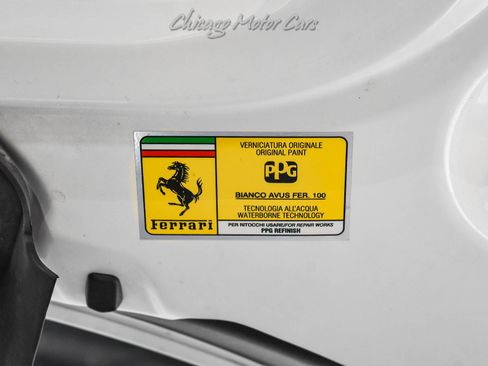 Chicago Motor Cars
VERNICIATURA ORIGINALE
ORIGINAL PAINT
PPG
BIANCO AVUS FER. 100
TECNOLOGIA ALL'ACQUA
WATERBORNE TECHNOLOGY
Ferrari
PER RITOCCHI USARE/FOR REPAIR WORKS
PPG REFINISH